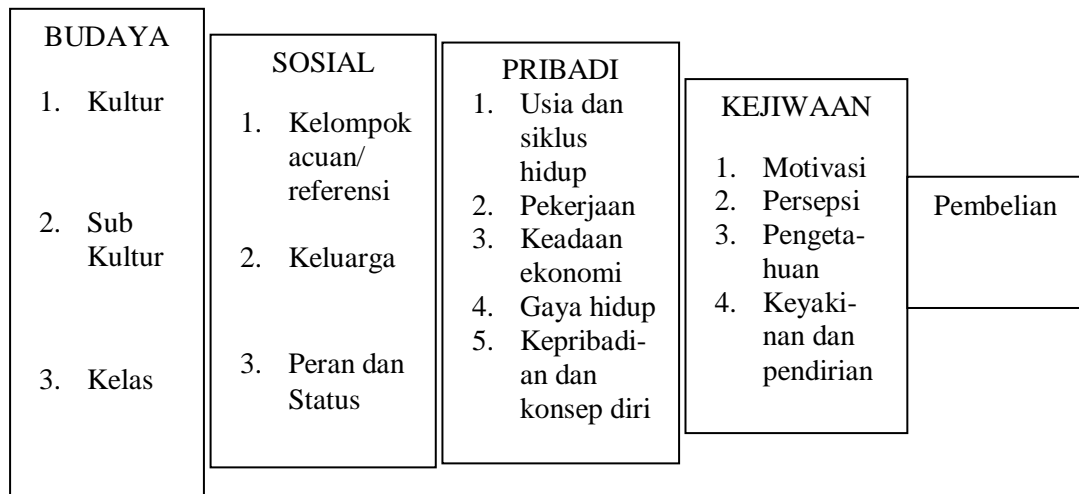 BUDAYA
1. Kultur
2. Sub
Kultur
3. Kelas
SOSIAL
1. Kelompok
acuan/
referensi
2. Keluarga
3. Peran dan
Status
PRIBADI
1. Usia dan
siklus
hidup
2. Pekerjaan
3. Keadaan
ekonomi
4. Gaya hidup
5. Kepribadi-
an dan
konsep diri
KEJIWAAN
1. Motivasi
2. Persepsi
3. Pengeta-
huan
4. Keyaki-
nan dan
pendirian
Pembelian